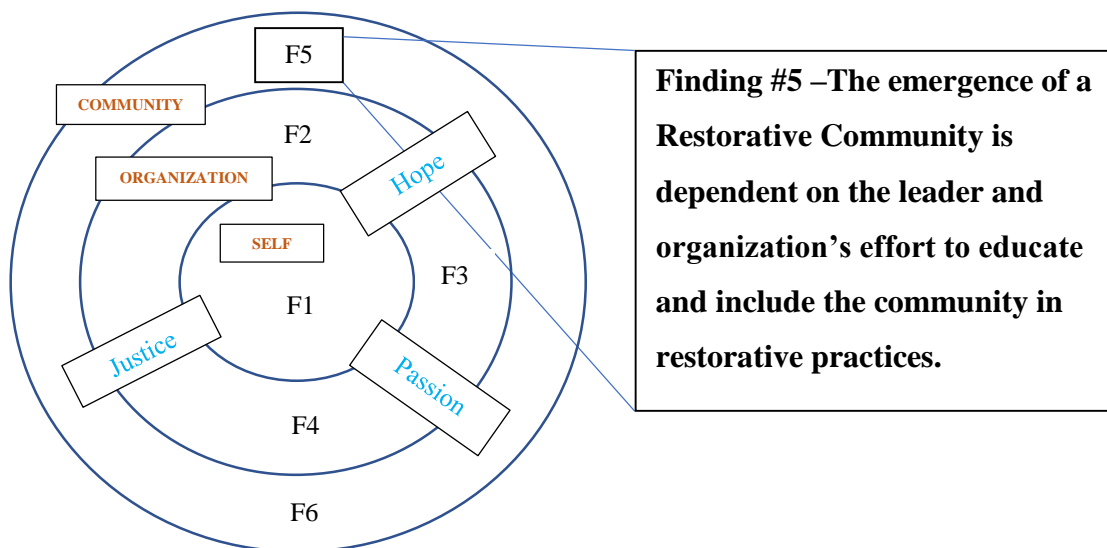 F5
COMMUNITY
F2
ORGANIZATION
Hope
SELF
F3
F1
Justice
Passion
F4
F6
Finding #5 –The emergence of a
Restorative Community is
dependent on the leader and
organization’s effort to educate
and include the community in
restorative practices.